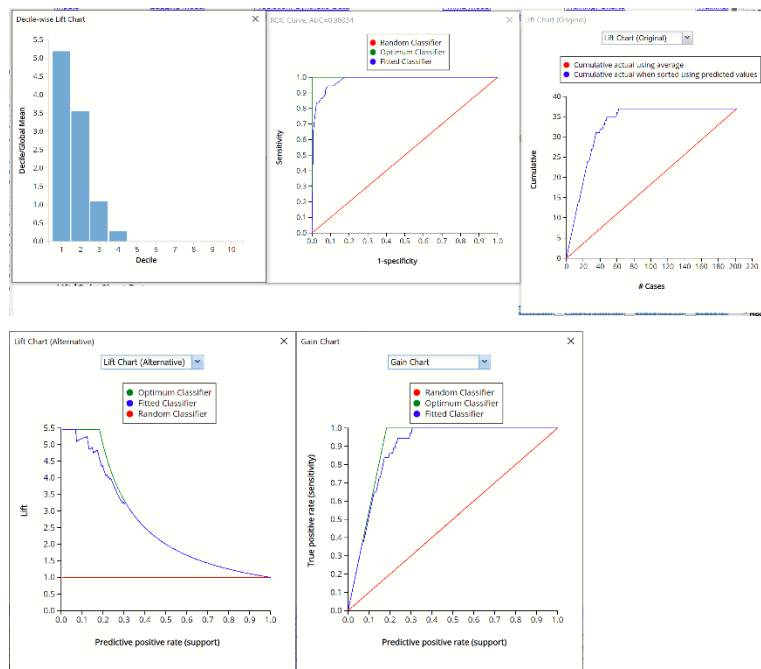 Decile-wise Lift Chart
ROC Curve, AUC=0.98034
Lift Chart (Original)
Lift Chart (Original)
Random Classifier
Optimum Classifier
Fitted Classifier
Cumulative actual using average
Cumulative actual when sorted using predicted values
5.5
5.0
4.5
4.0
3.5
3.0
2.5
2.0
1.5
1.0
0.5
0.0
Decile/Global Mean
1 2 3 4 5 6 7 8 9 10
Decile
1.0
0.9
0.8
0.7
0.6
0.5
0.4
0.3
0.2
0.1
0.0
Sensitivity
0.0 0.1 0.2 0.3 0.4 0.5 0.6 0.7 0.8 0.9 1.0
1-specificity
40
35
30
25
20
15
10
5
0
Cumulative
0 20 40 60 80 100 120 140 160 180 200 220
# Cases
Lift Chart (Alternative)
Lift Chart (Alternative)
Optimum Classifier
Fitted Classifier
Random Classifier
5.5
5.0
4.5
4.0
3.5
3.0
2.5
2.0
1.5
1.0
0.5
0.0
Lift
0.0 0.1 0.2 0.3 0.4 0.5 0.6 0.7 0.8 0.9 1.0
Predictive positive rate (support)
Gain Chart
Gain Chart
Random Classifier
Optimum Classifier
Fitted Classifier
1.0
0.9
0.8
0.7
0.6
0.5
0.4
0.3
0.2
0.1
0.0
True positive rate (sensitivity)
0.0 0.1 0.2 0.3 0.4 0.5 0.6 0.7 0.8 0.9 1.0
Predictive positive rate (support)